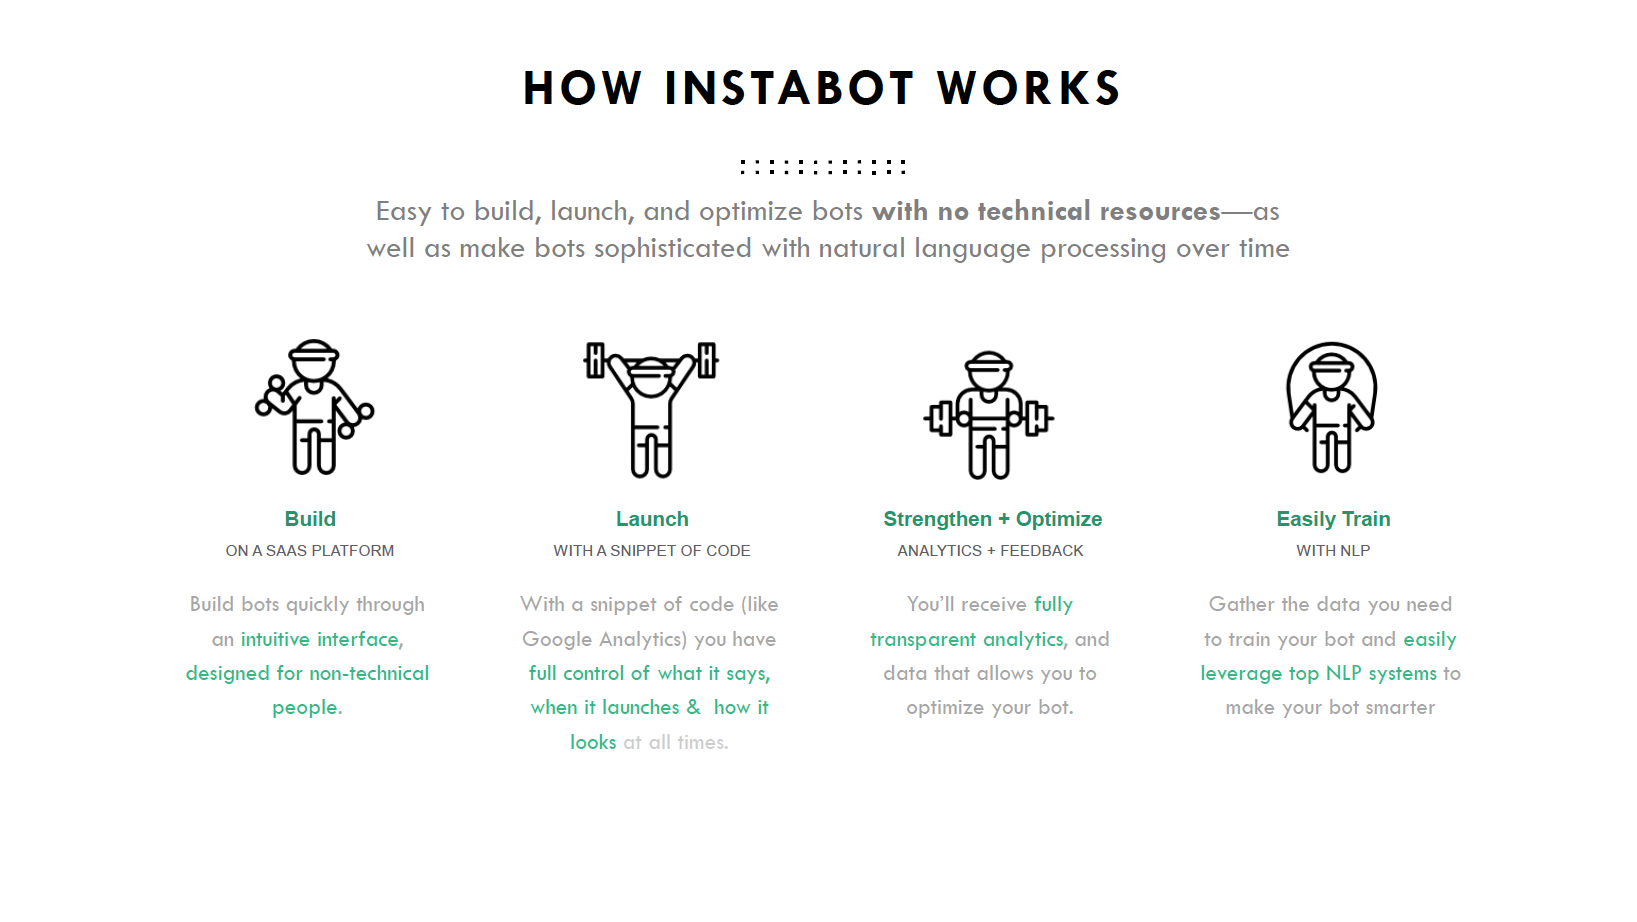 HOW INSTABOT WORKS
Easy to build, launch, and optimize bots with no technical resources—as
well as make bots sophisticated with natural language processing over time
Build
ON A SAAS PLATFORM
Build bots quickly through
an intuitive interface,
designed for non-technical
people.
Launch
WITH A SNIPPET OF CODE
With a snippet of code (like
Google Analytics) you have
full control of what it says,
when it launches &  how it
looks at all times.
Strengthen + Optimize
ANALYTICS + FEEDBACK
You’ll receive fully
transparent analytics, and
data that allows you to
optimize your bot.
Easily Train
WITH NLP
Gather the data you need
to train your bot and easily
leverage top NLP systems to
make your bot smarter